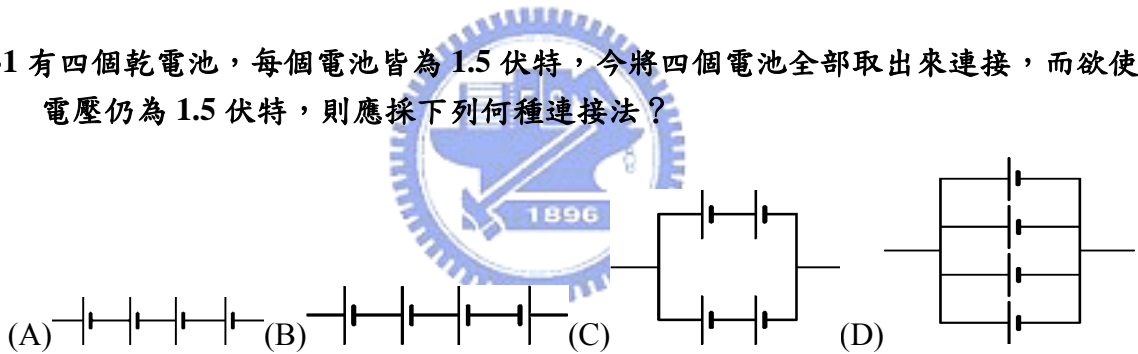 -1 有四個乾電池，每個電池皆為 1.5 伏特，今將四個電池全部取出來連接，而欲使
電壓仍為 1.5 伏特，則應採下列何種連接法？
1896
(A) (B) (C) (D)